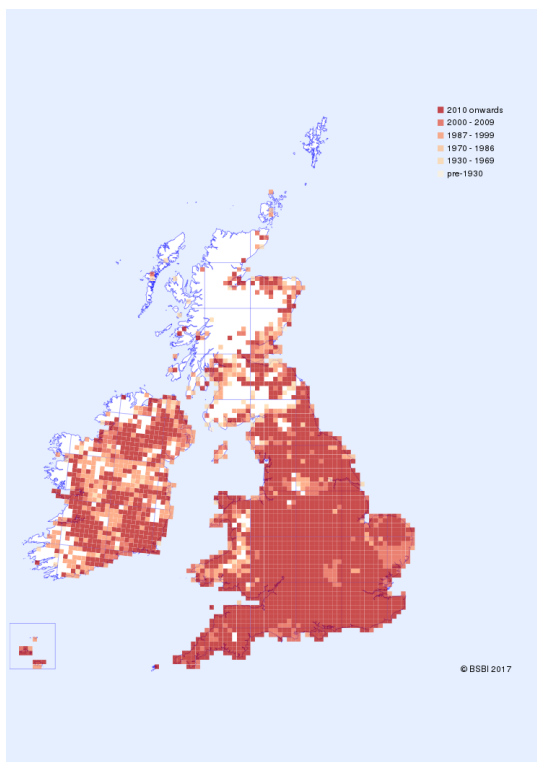 2010 onwards
2000 - 2009
1987 - 1999
1970 - 1986
1930 - 1969
pre-1930
© BSBI 2017